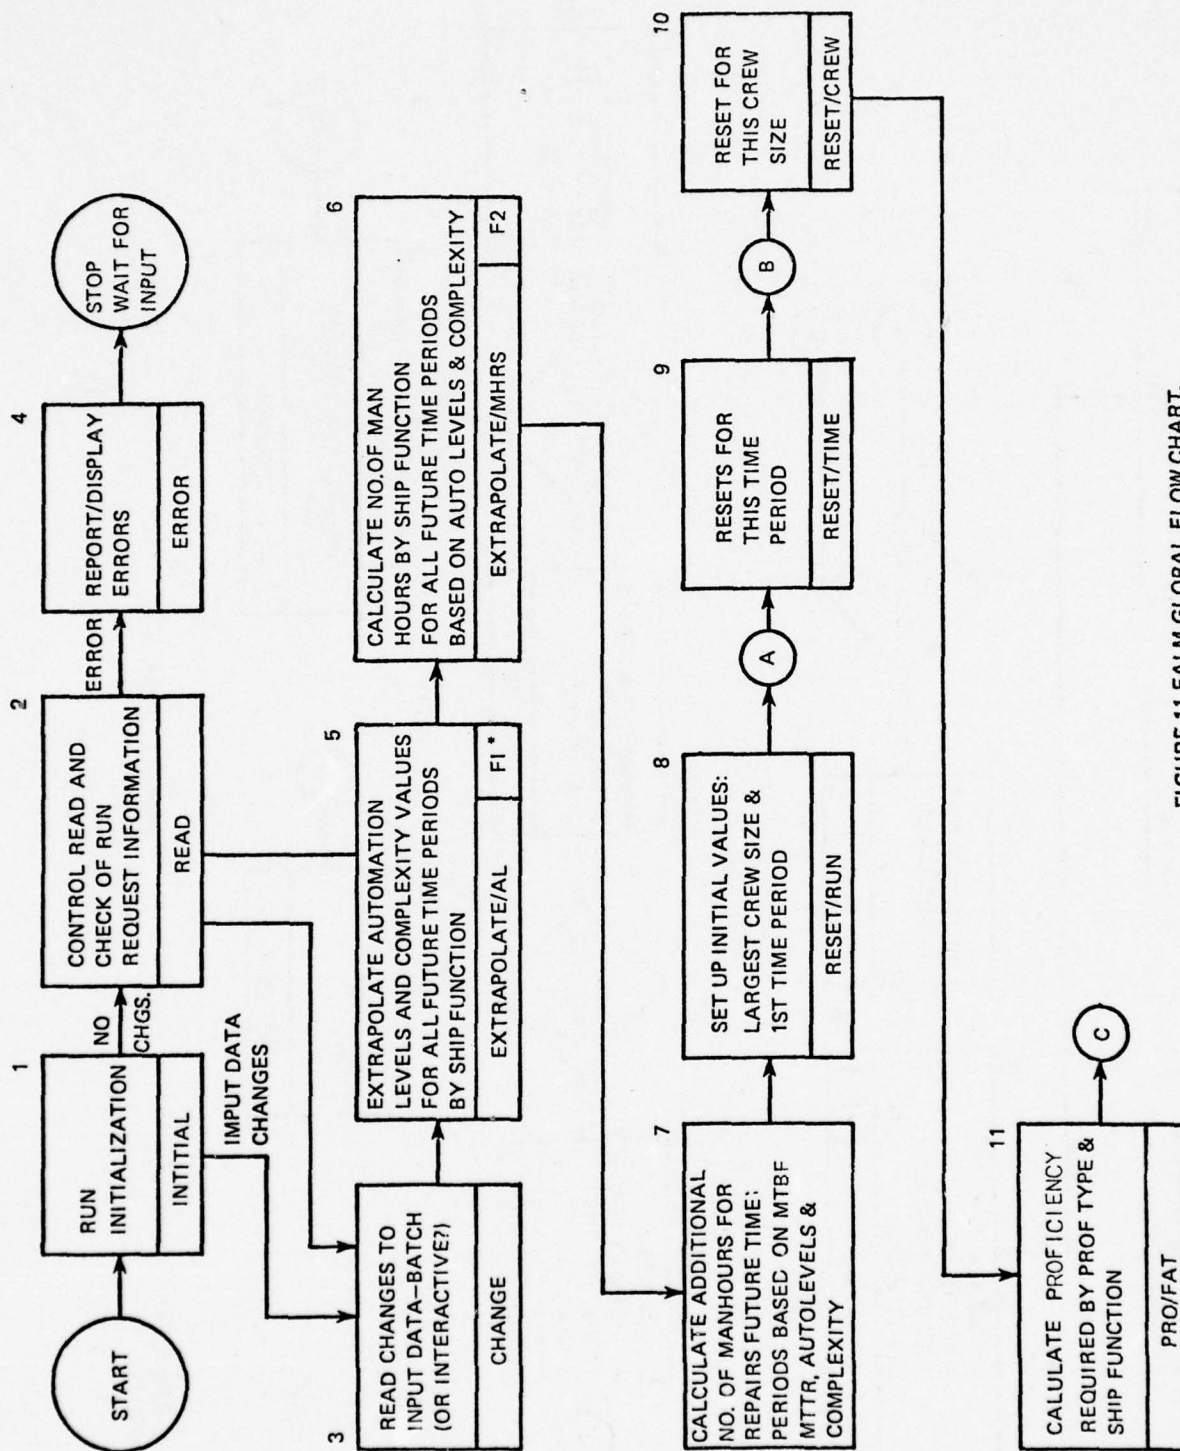 START
1
RUN
INITIALIZATION
INTITIAL
NO
CHGS.
IMPUT DATA
CHANGES
2
CONTROL READ AND
CHECK OF RUN
REQUEST INFORMATION
READ
ERROR
4
REPORT/DISPLAY
ERRORS
ERROR
STOP
WAIT FOR
INPUT
3
READ CHANGES TO
INPUT DATA–BATCH
(OR INTERACTIVE?)
CHANGE
5
EXTRAPOLATE AUTOMATION
LEVELS AND COMPLEXITY VALUES
FOR ALL FUTURE TIME PERIODS
BY SHIP FUNCTION
EXTRAPOLATE/AL
F1*
6
CALCULATE NO.OF MAN
HOURS BY SHIP FUNCTION
FOR ALL FUTURE TIME PERIODS
BASED ON AUTO LEVELS & COMPLEXITY
EXTRAPOLATE/MHRS
F2
7
CALCULATE ADDITIONAL
NO. OF MANHOURS FOR
REPAIRS FUTURE TIME:
PERIODS BASED ON MTBF
MTTR, AUTOLEVELS &
COMPLEXITY
8
SET UP INITIAL VALUES:
LARGEST CREW SIZE &
1ST TIME PERIOD
RESET/RUN
A
9
RESETS FOR
THIS TIME
PERIOD
RESET/TIME
B
10
RESET FOR
THIS CREW
SIZE
RESET/CREW
11
CALULATE PROFICIENCY
REQUIRED BY PROF TYPE &
SHIP FUNCTION
PRO/FAT
C
FIGURE 11 FALM GLOBAL FLOW CHART.